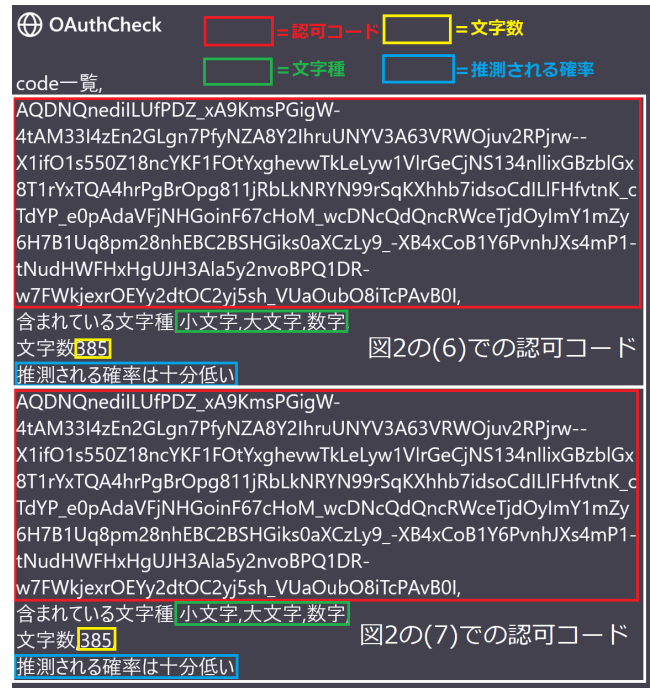 OAuthCheck
=認可コード =文字数
=文字種 =推測される確率
code一覧,
AQDNQnediILUfPDZ_xA9KmsPGigW-
4tAM33I4zEn2GLgn7PfyNZA8Y2IhruUNYV3A63VRWOjuv2RPjrw--
X1ifO1s550Z18ncYKF1FOtYxghevwTkLeLyw1VlrGeCjNS134nllixGBzblGx
8T1rYxTQA4hrPgBrOpg811jRbLkNRYN99rSqKXhhb7idsoCdILlFHfvtnK_c
TdYP_e0pAdaVFjNHGoinF67cHoM_wcDNcQdQncRWceTjdOyImY1mZy
6H7B1Uq8pm28nhEBC2BSHGiks0aXCzLy9_-XB4xCoB1Y6PvnhJXs4mP1-
tNudHWFHxHgUJH3Ala5y2nvoBPQ1DR-
w7FWkjexrOEYy2dtOC2yj5sh_VUaOubO8iTcPAvB0I,
含まれている文字種 小文字,大文字,数字,
文字数385
図2の(6)での認可コード
推測される確率は十分低い
AQDNQnediILUfPDZ_xA9KmsPGigW-
4tAM33I4zEn2GLgn7PfyNZA8Y2IhruUNYV3A63VRWOjuv2RPjrw--
X1ifO1s550Z18ncYKF1FOtYxghevwTkLeLyw1VlrGeCjNS134nllixGBzblGx
8T1rYxTQA4hrPgBrOpg811jRbLkNRYN99rSqKXhhb7idsoCdILlFHfvtnK_c
TdYP_e0pAdaVFjNHGoinF67cHoM_wcDNcQdQncRWceTjdOyImY1mZy
6H7B1Uq8pm28nhEBC2BSHGiks0aXCzLy9_-XB4xCoB1Y6PvnhJXs4mP1-
tNudHWFHxHgUJH3Ala5y2nvoBPQ1DR-
w7FWkjexrOEYy2dtOC2yj5sh_VUaOubO8iTcPAvB0I,
含まれている文字種 小文字,大文字,数字,
文字数385
図2の(7)での認可コード
推測される確率は十分低い